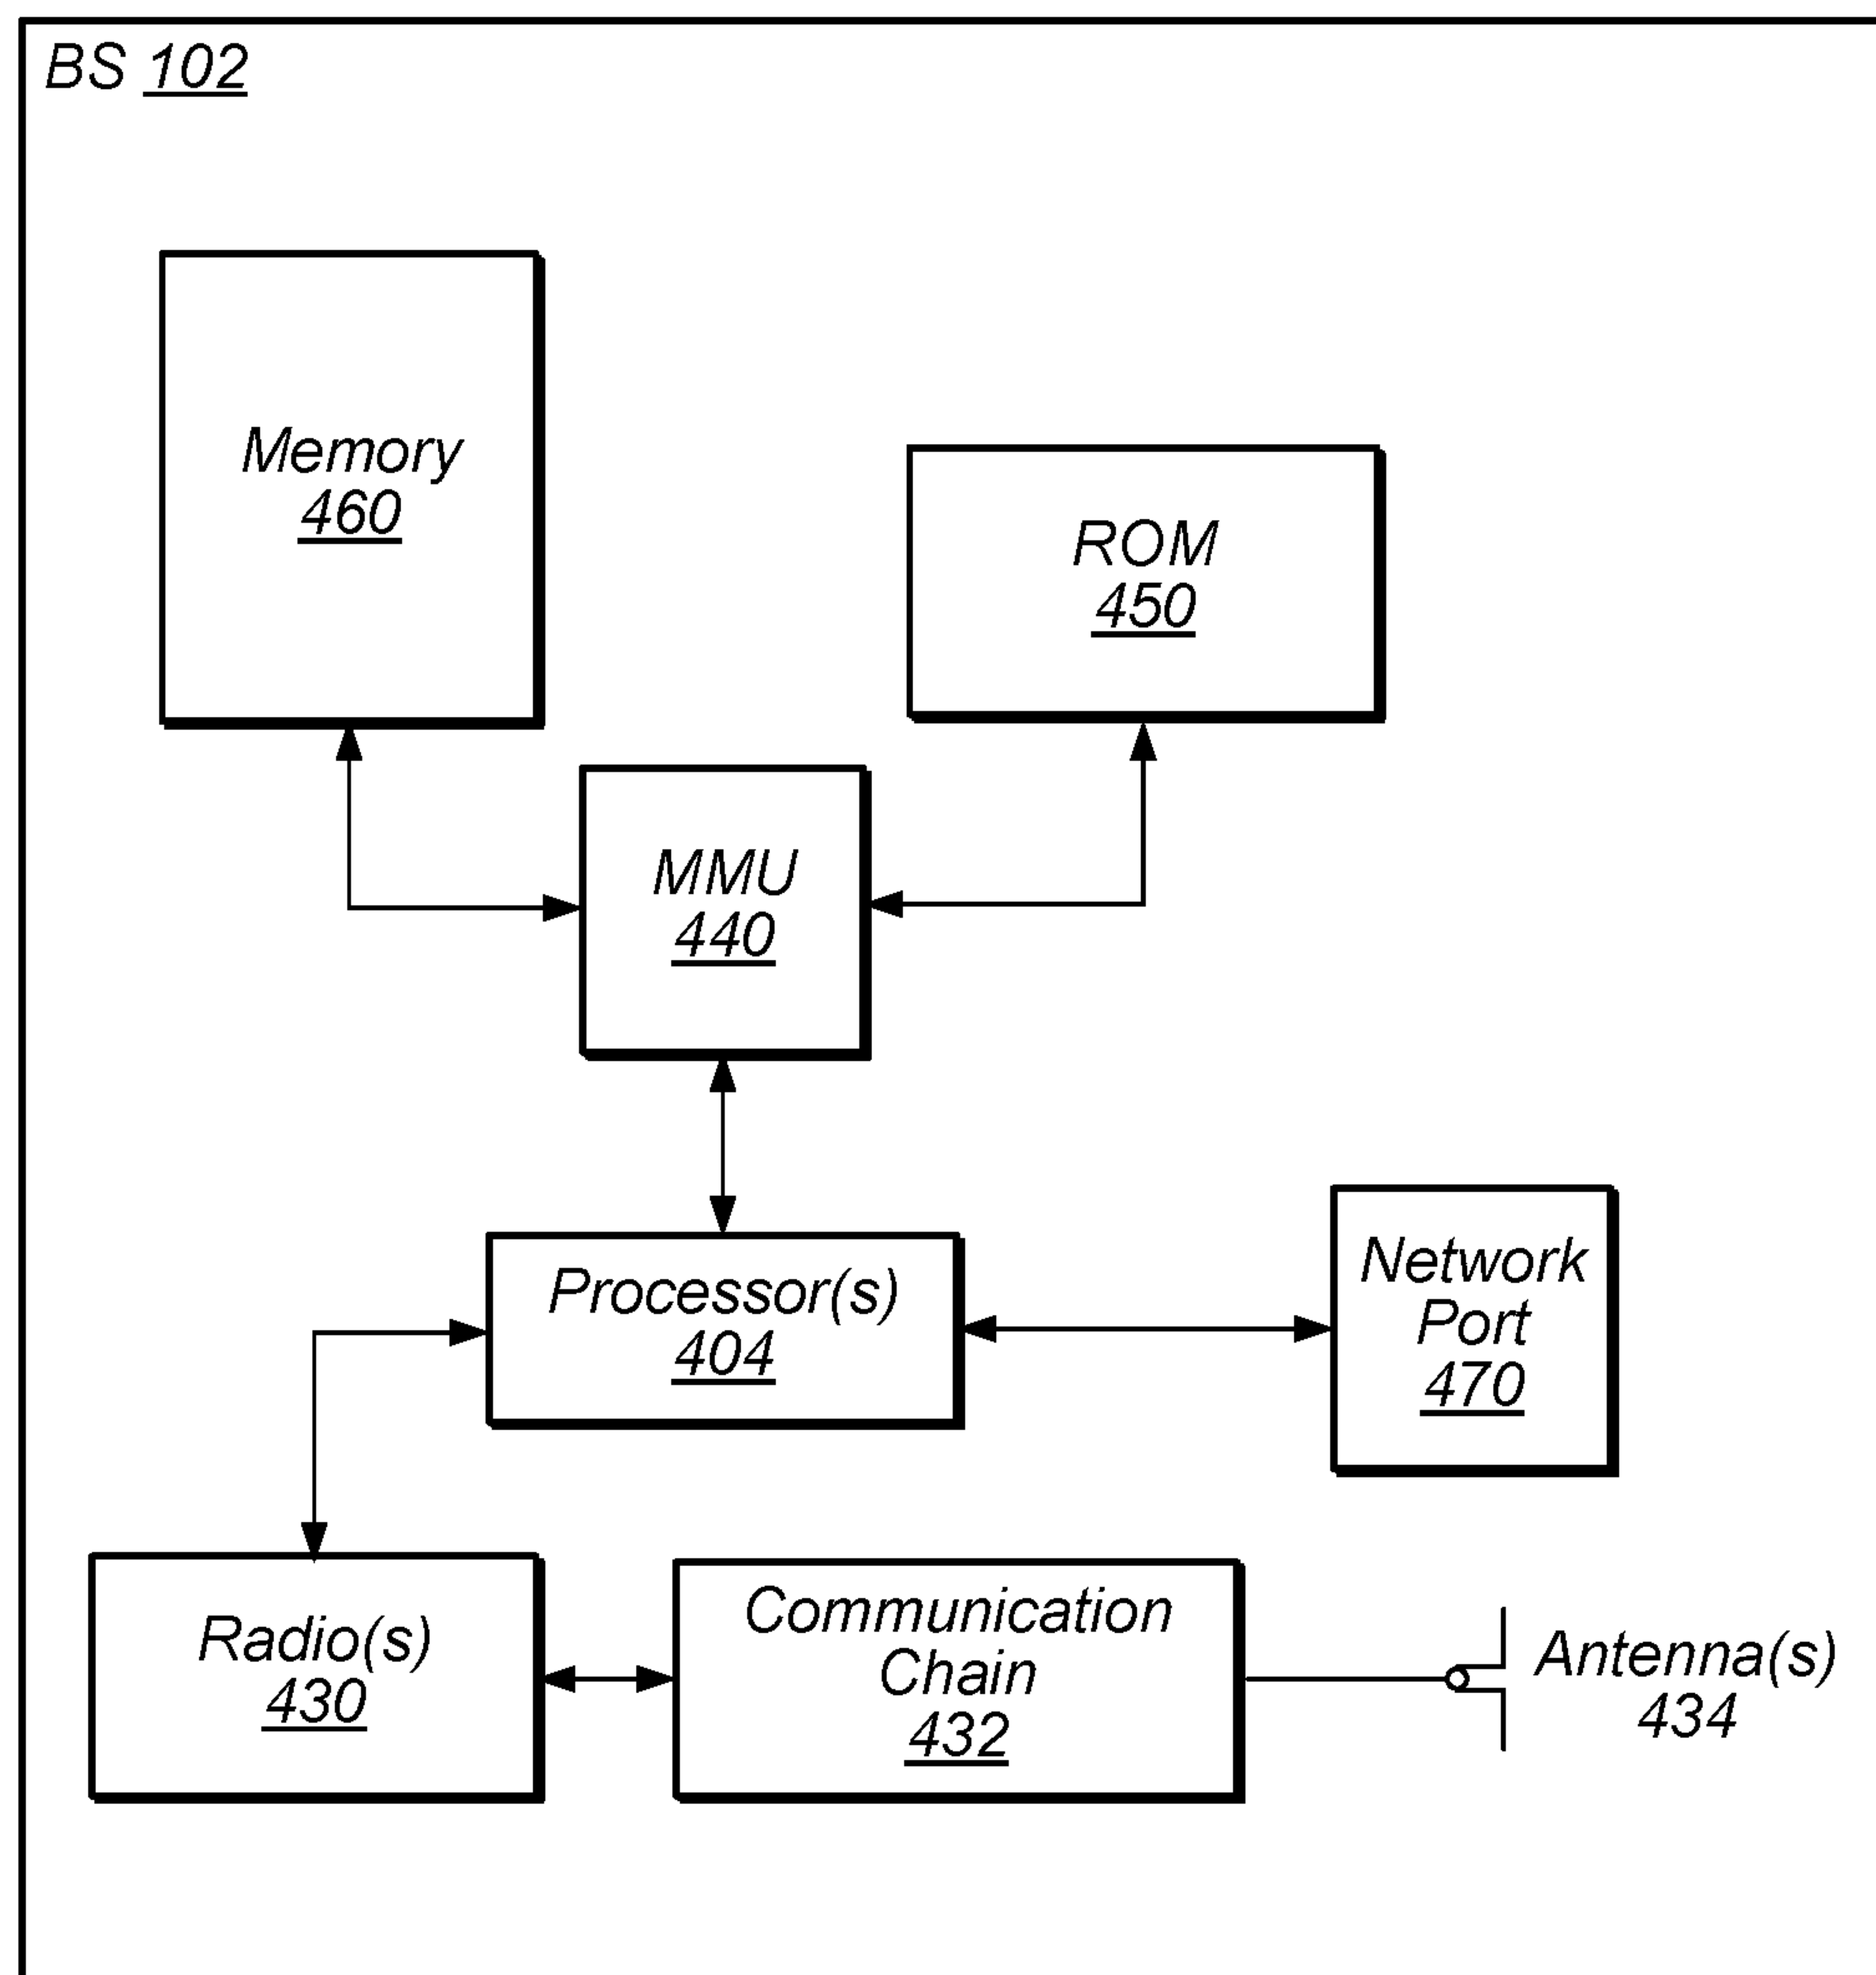 BS 102
Memory
460
ROM
450
MMU
440
Processor(s)
404
Network
Port
470
Radio(s)
430
Communication
Chain
432
Antenna(s)
434